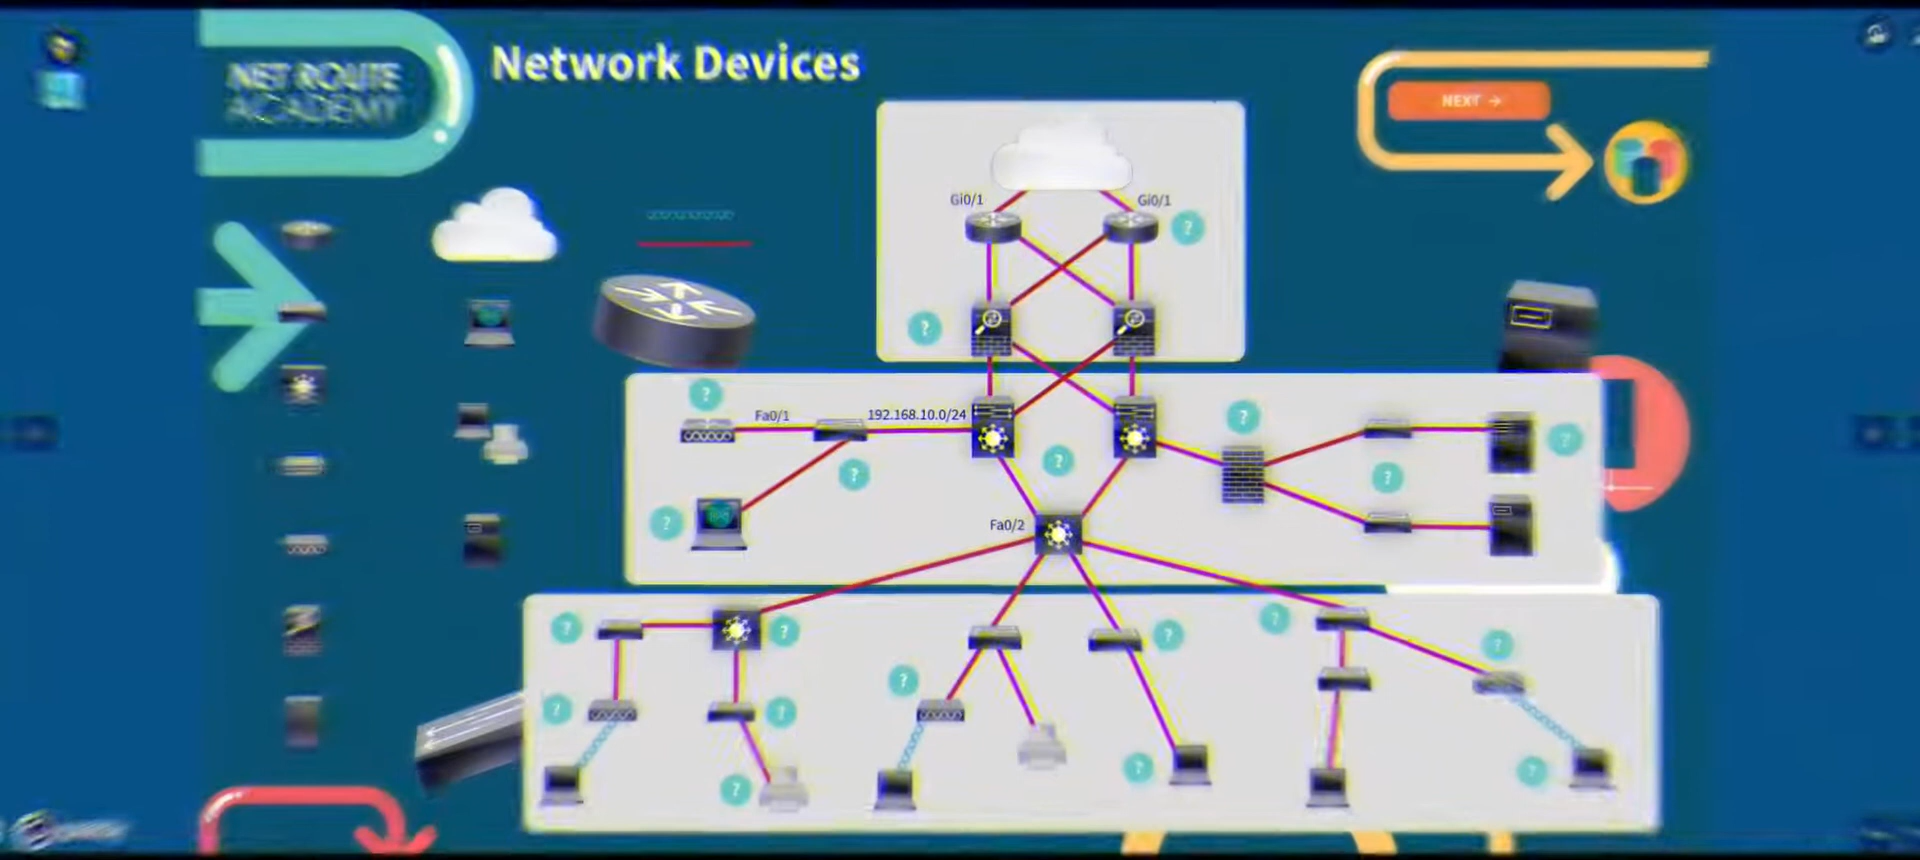 NET ROUTE
ACADEMY
Network Devices
NEXT →
Gi0/1
Gi0/1
?
?
?
Fa0/1
192.168.10.0/24
?
?
?
?
?
?
Fa0/2
?
?
?
?
?
?
?
?
?
?
?